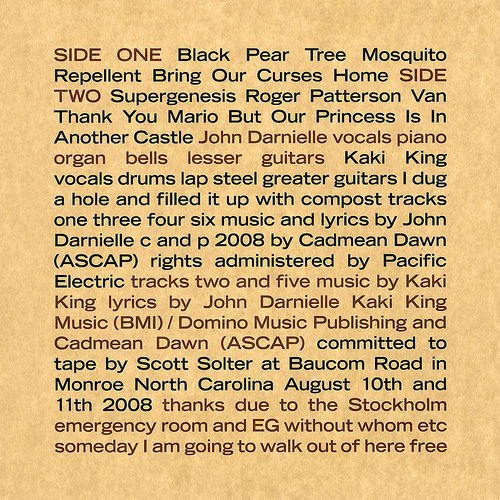 SIDE ONE Black Pear Tree Mosquito
Repellent Bring Our Curses Home SIDE
TWO Supergenesis Roger Patterson Van
Thank You Mario But Our Princess Is In
Another Castle John Darnielle vocals piano
organ bells lesser guitars Kaki King
vocals drums lap steel greater guitars I dug
a hole and filled it up with compost tracks
one three four six music and lyrics by John
Darnielle c and p 2008 by Cadmean Dawn
(ASCAP) rights administered by Pacific
Electric tracks two and five music by Kaki
King lyrics by John Darnielle Kaki King
Music (BMI) / Domino Music Publishing and
Cadmean Dawn (ASCAP) committed to
tape by Scott Solter at Baucom Road in
Monroe North Carolina August 10th and
11th 2008 thanks due to the Stockholm
emergency room and EG without whom etc
someday I am going to walk out of here free